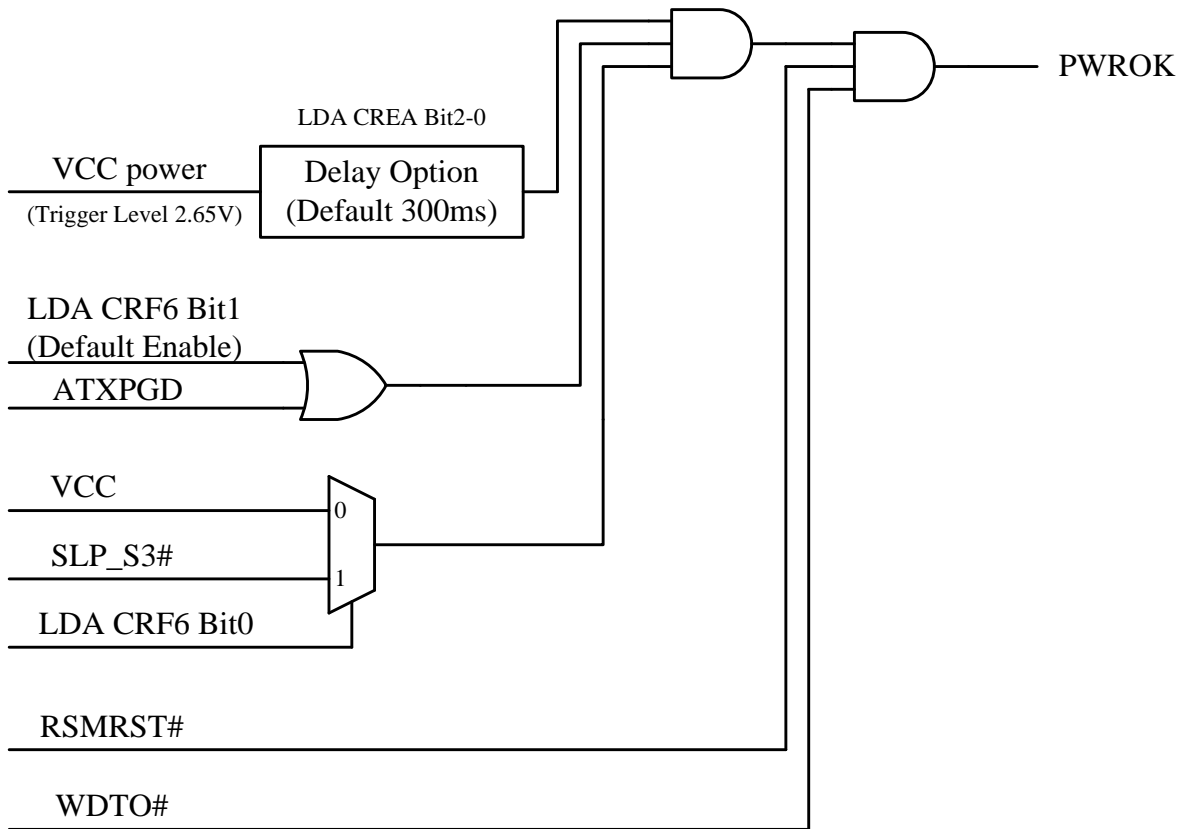 PWROK
LDA CREA Bit2-0
VCC power
(Trigger Level 2.65V)
Delay Option
(Default 300ms)
LDA CRF6 Bit1
(Default Enable)
ATXPGD
VCC
0
SLP_S3#
1
LDA CRF6 Bit0
RSMRST#
WDTO#